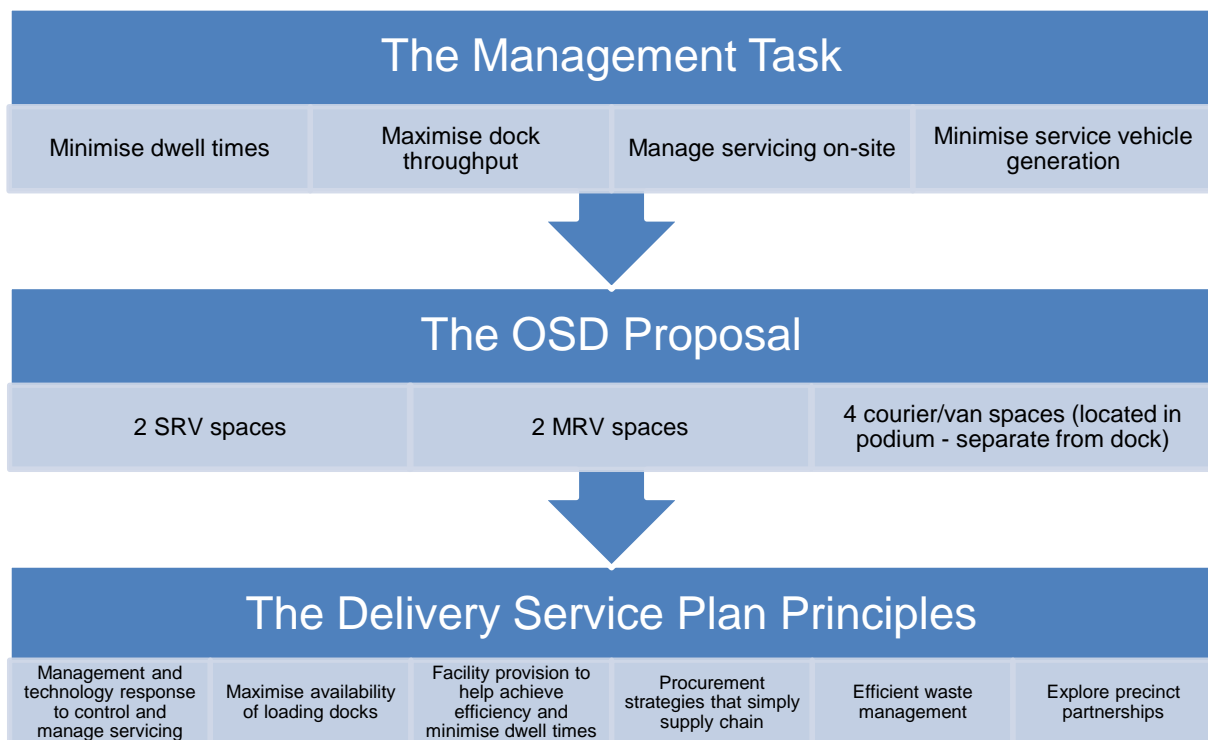 The Management Task
Minimise dwell times
Maximise dock
throughput
Manage servicing on-site
Minimise service vehicle
generation
The OSD Proposal
2 SRV spaces
2 MRV spaces
4 courier/van spaces (located in
podium - separate from dock)
The Delivery Service Plan Principles
Management and
technology response
to control and
manage servicing
Maximise availability
of loading docks
Facility provision to
help achieve
efficiency and
minimise dwell times
Procurement
strategies that simply
supply chain
Efficient waste
management
Explore precinct
partnerships